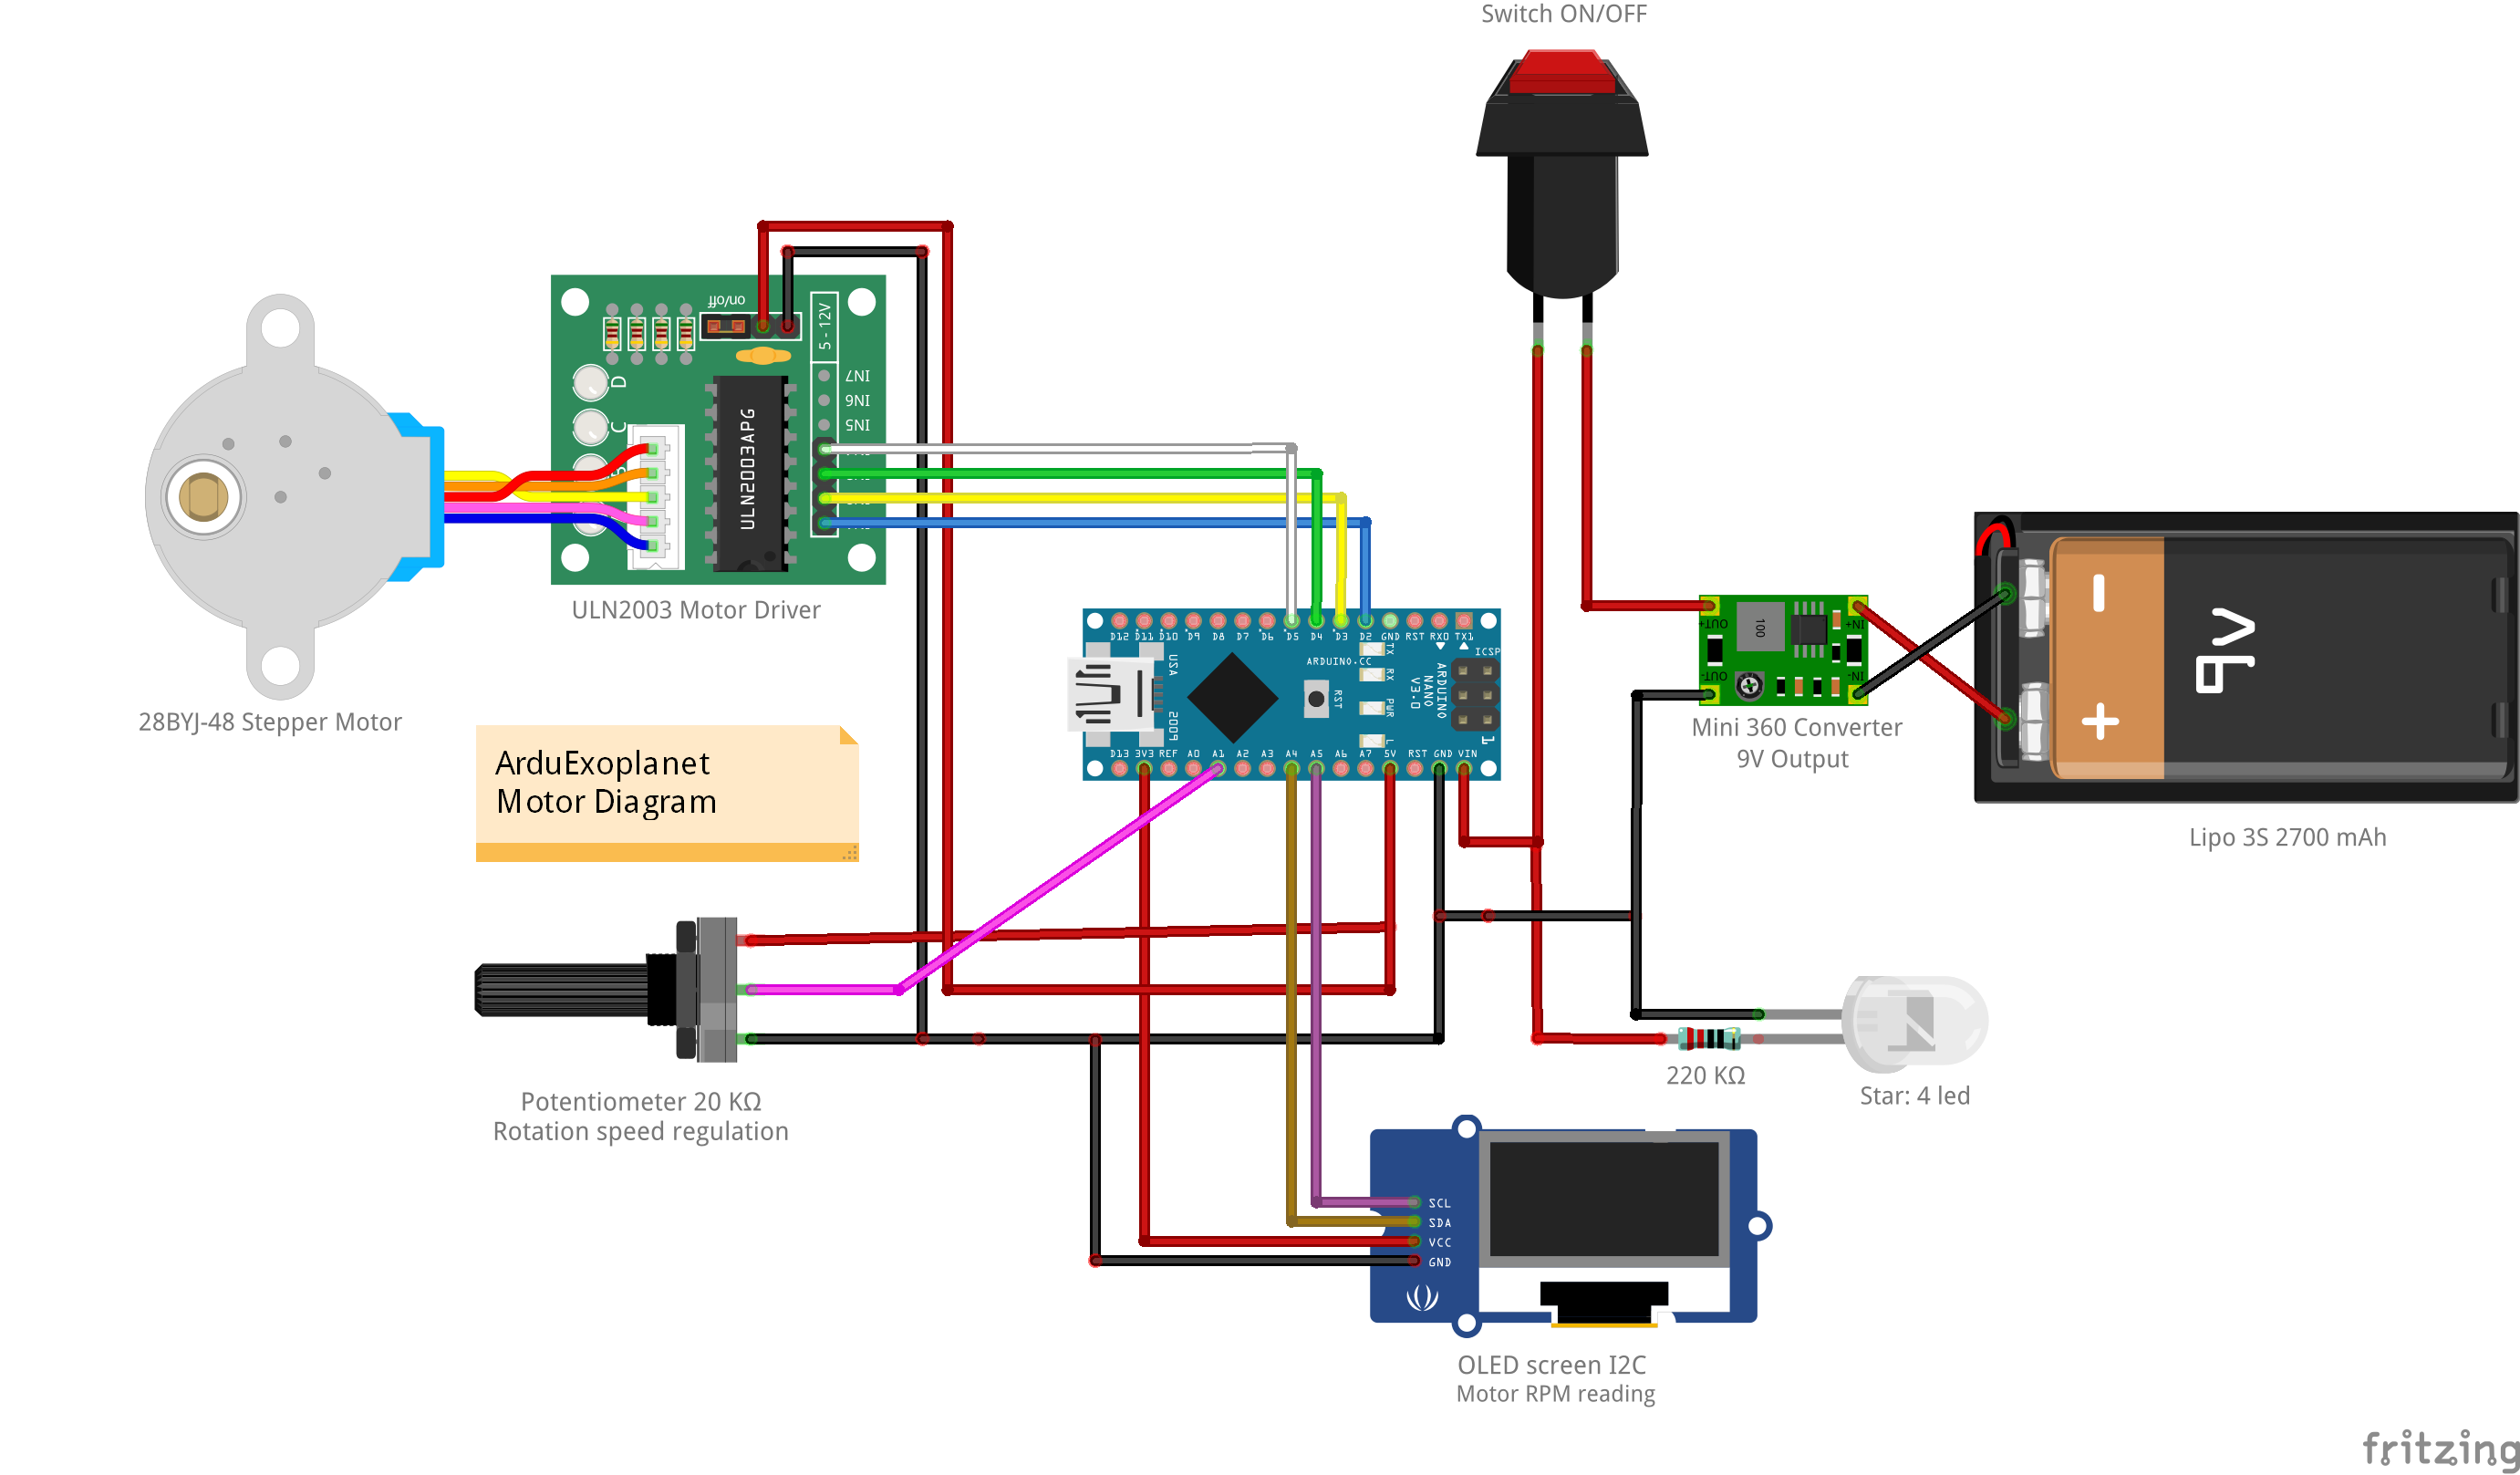 Switch ON/OFF
on/off
5 - 12V
IN7
IN6
IN5
D
C
ULN2003APG
ULN2003 Motor Driver
28BYJ-48 Stepper Motor
D12 D11 D10 D9 D8 D7 D6 D5 D4 D3 D2 GND RST RX0 TX1
ICSP
ARDUINO.CC
TX
RX
PWR
L
RST
USA
2009
ARDUINO
NANO
V3.0
1
D13 3V3 REF A0 A1 A2 A3 A4 A5 A6 A7 5V RST GND VIN
OUT+
OUT-
IN+
IN-
100
Mini 360 Converter
9V Output
-
+
9V
Lipo 3S 2700 mAh
ArduExoplanet
Motor Diagram
Potentiometer 20 KΩ
Rotation speed regulation
220 KΩ
Star: 4 led
SCL
SDA
VCC
GND
OLED screen I2C
Motor RPM reading
fritzing